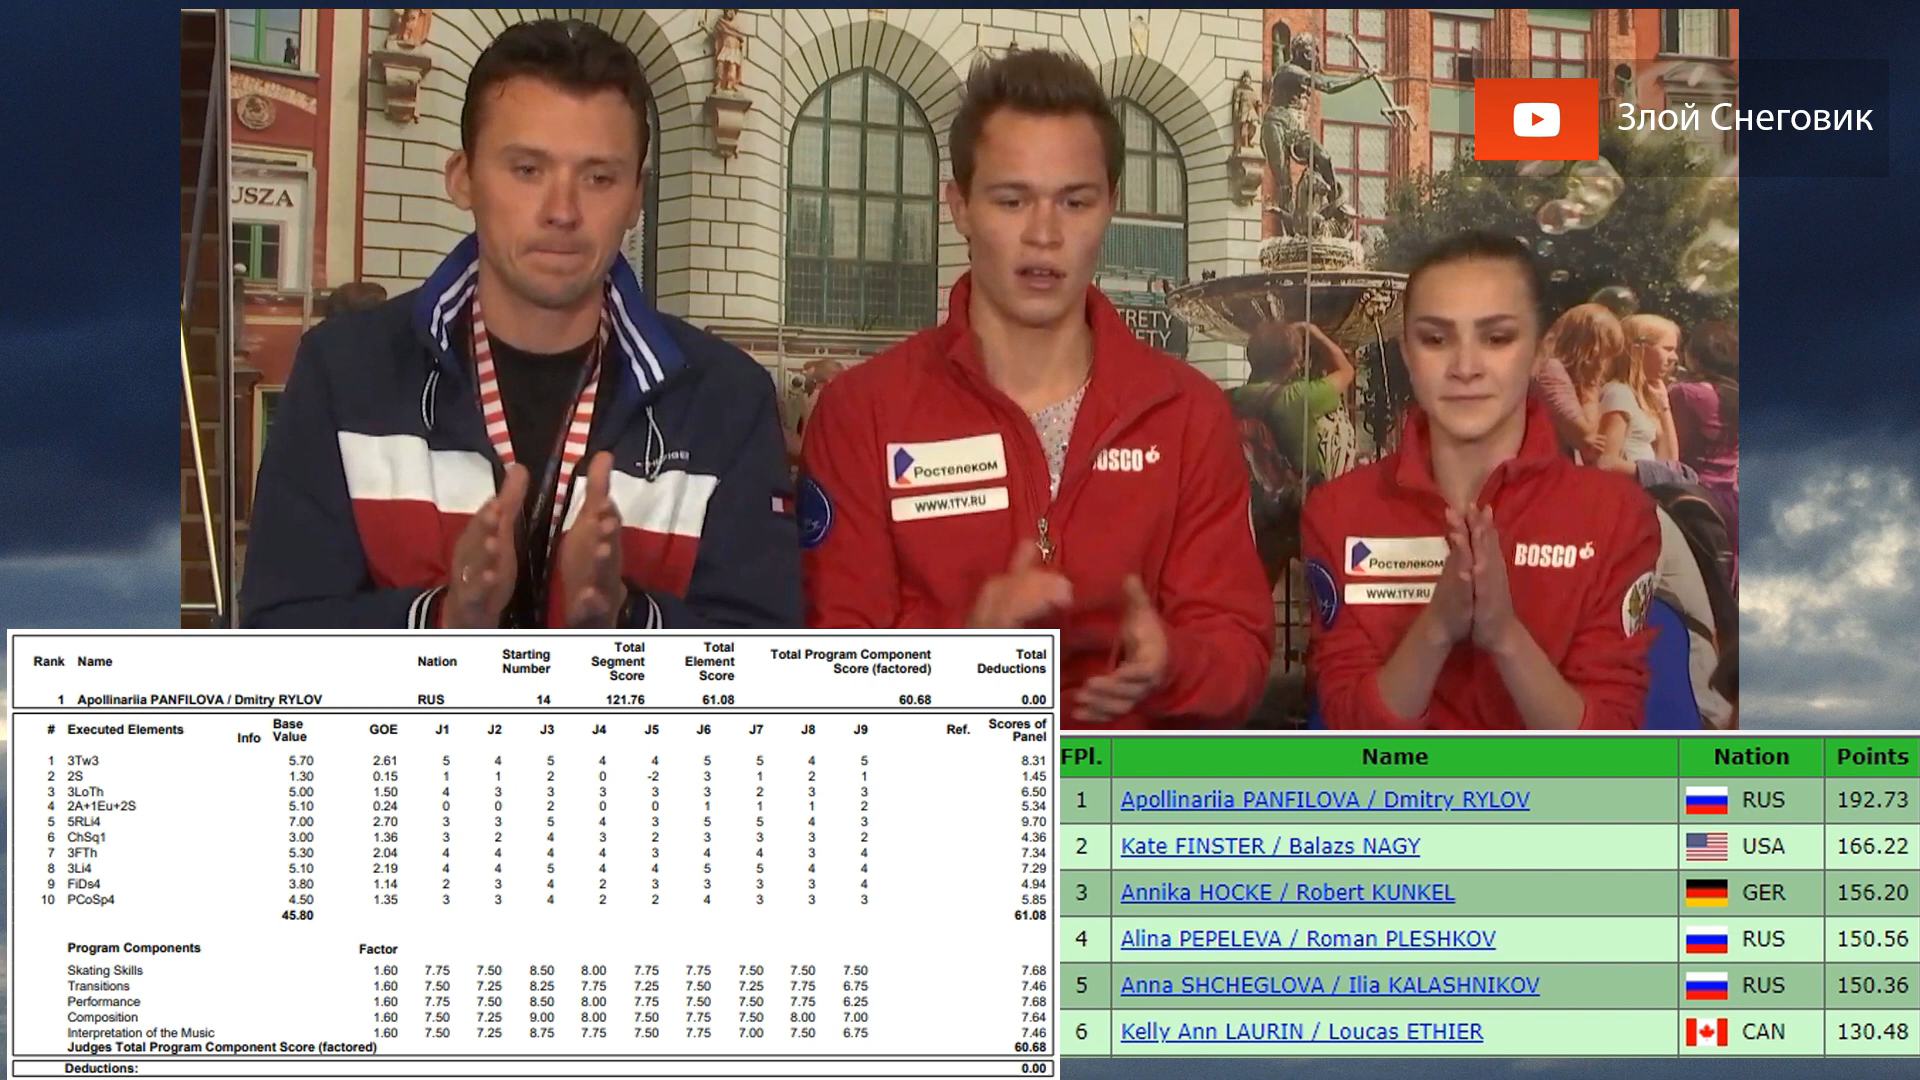 Злой Снеговик
USZA
TRETY
ETY
Ростелеком
WWW.1TV.RU
BOSCO
Ростелеком
WWW.1TV.RU
BOSCO
Rank Name Nation Starting Number Total Segment Score Total Element Score Total Program Component Score (factored) Total Deductions
1 Apollinariia PANFILOVA / Dmitry RYLOV RUS 14 121.76 61.08 60.68 0.00
# Executed Elements Info Base Value GOE J1 J2 J3 J4 J5 J6 J7 J8 J9 Ref. Scores of Panel
1 3Tw3 5.70 2.61 5 4 5 4 4 5 5 4 5 8.31
2 2S 1.30 0.15 1 1 2 0 -2 3 1 2 1 1.45
3 3LoTh 5.00 1.50 4 3 3 3 3 3 2 3 3 6.50
4 2A+1Eu+2S 5.10 0.24 0 0 2 0 0 1 1 1 2 5.34
5 5RLi4 7.00 2.70 3 3 5 4 3 5 5 4 3 9.70
6 ChSq1 3.00 1.36 3 2 4 3 2 3 3 3 2 4.36
7 3FTh 5.30 2.04 4 4 4 4 3 4 4 3 4 7.34
8 3Li4 5.10 2.19 4 4 5 4 4 5 5 4 4 7.29
9 FiDs4 3.80 1.14 2 3 4 2 3 3 3 3 4 4.94
10 PCoSp4 4.50 1.35 3 3 4 2 2 4 3 3 3 5.85
45.80 61.08
Program Components Factor
Skating Skills 1.60 7.75 7.50 8.50 8.00 7.75 7.75 7.50 7.50 7.50 7.68
Transitions 1.60 7.50 7.25 8.25 7.75 7.25 7.50 7.25 7.75 6.75 7.46
Performance 1.60 7.75 7.50 8.50 8.00 7.75 7.50 7.50 7.75 6.25 7.68
Composition 1.60 7.50 7.25 9.00 8.00 7.50 7.75 7.50 8.00 7.00 7.64
Interpretation of the Music 1.60 7.50 7.25 8.75 7.75 7.50 7.75 7.00 7.50 6.75 7.46
Judges Total Program Component Score (factored) 60.68
Deductions: 0.00
FPl. Name Nation Points
1 Apollinariia PANFILOVA / Dmitry RYLOV RUS 192.73
2 Kate FINSTER / Balazs NAGY USA 166.22
3 Annika HOCKE / Robert KUNKEL GER 156.20
4 Alina PEPELEVA / Roman PLESHKOV RUS 150.56
5 Anna SHCHEGLOVA / Ilia KALASHNIKOV RUS 150.36
6 Kelly Ann LAURIN / Loucas ETHIER CAN 130.48